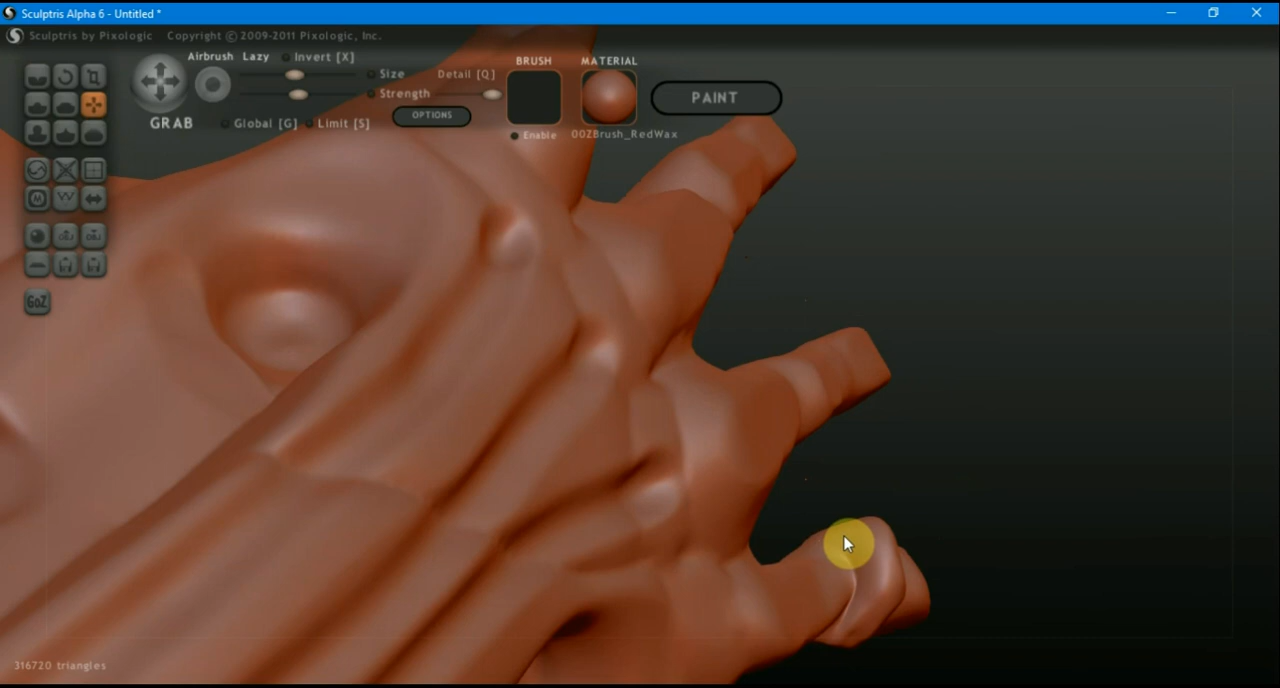 Sculptris Alpha 6 - Untitled *
Sculptris by Pixologic Copyright © 2009-2011 Pixologic, Inc.
Airbrush Lazy Invert [X]
BRUSH MATERIAL
Size Detail [Q]
Strength
PAINT
GRAB Global [G] Limit [S] OPTIONS
Enable 00ZBrush_RedWax
GoZ
316720 triangles